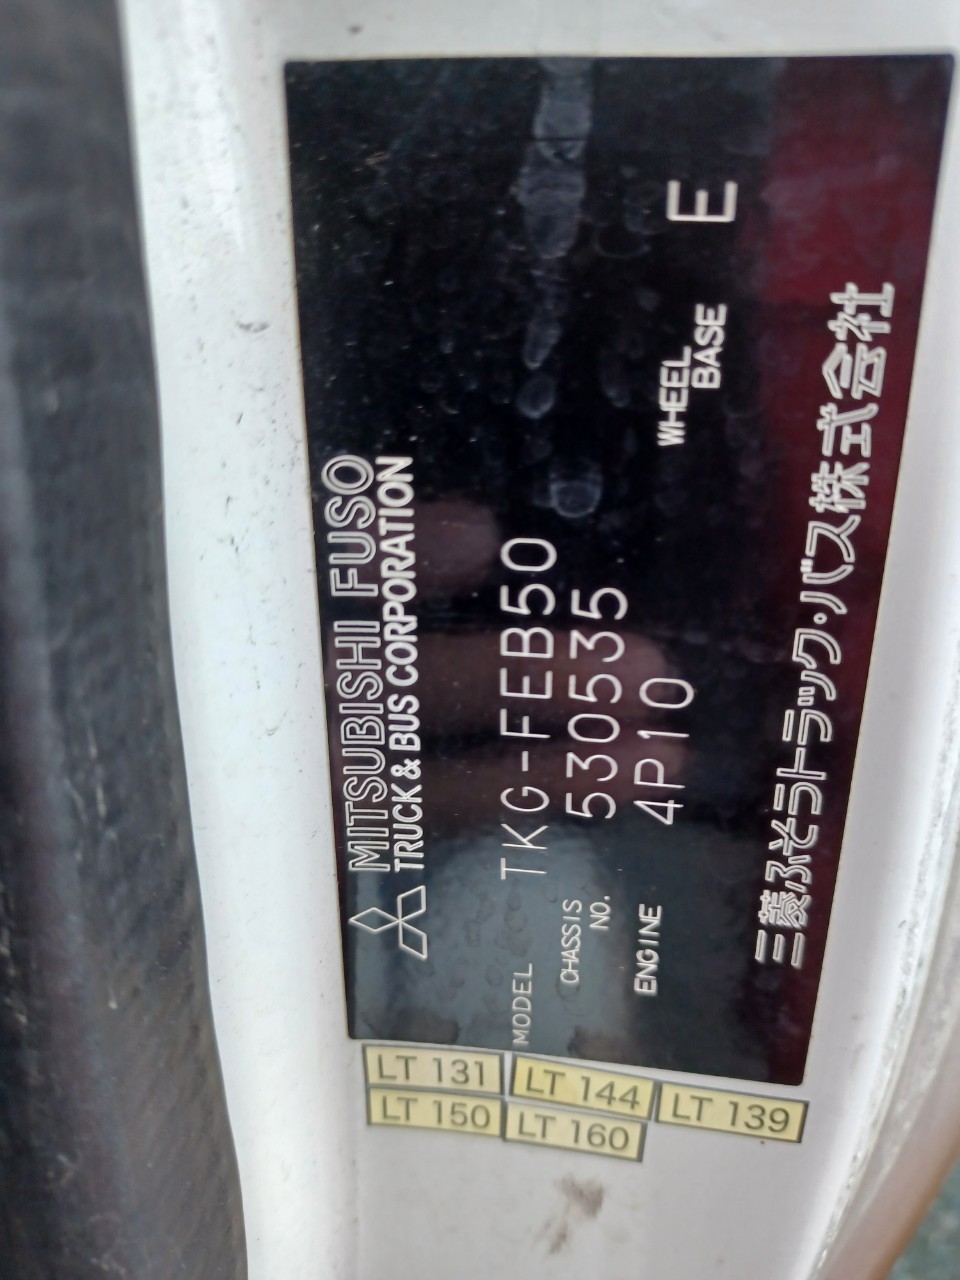 MITSUBISHI FUSO
TRUCK & BUS CORPORATION
MODEL TKG-FEB50
CHASSIS NO. 530535
ENGINE 4P10
WHEEL BASE E
三菱ふそうトラック・バス株式会社
LT 131
LT 144
LT 139
LT 150
LT 160